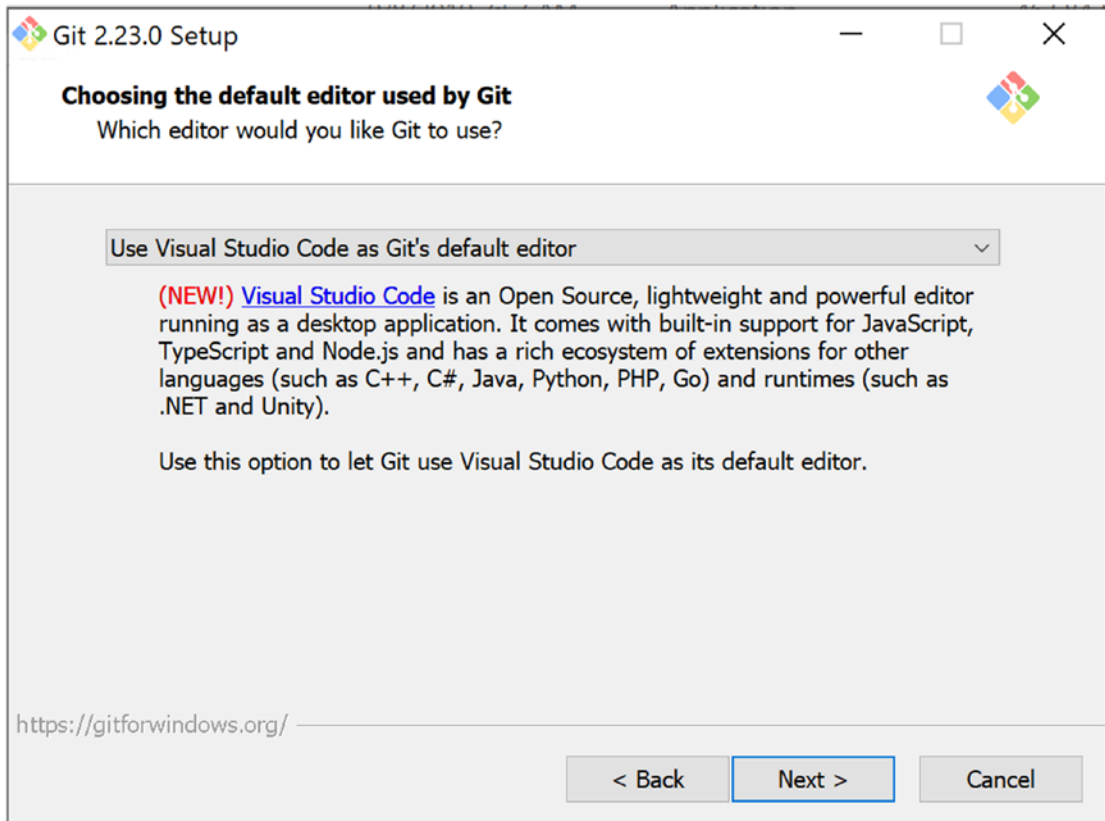 Git 2.23.0 Setup
Choosing the default editor used by Git
Which editor would you like Git to use?
Use Visual Studio Code as Git's default editor
(NEW!) Visual Studio Code is an Open Source, lightweight and powerful editor
running as a desktop application. It comes with built-in support for JavaScript,
TypeScript and Node.js and has a rich ecosystem of extensions for other
languages (such as C++, C#, Java, Python, PHP, Go) and runtimes (such as
.NET and Unity).
Use this option to let Git use Visual Studio Code as its default editor.
https://gitforwindows.org/
< Back Next > Cancel